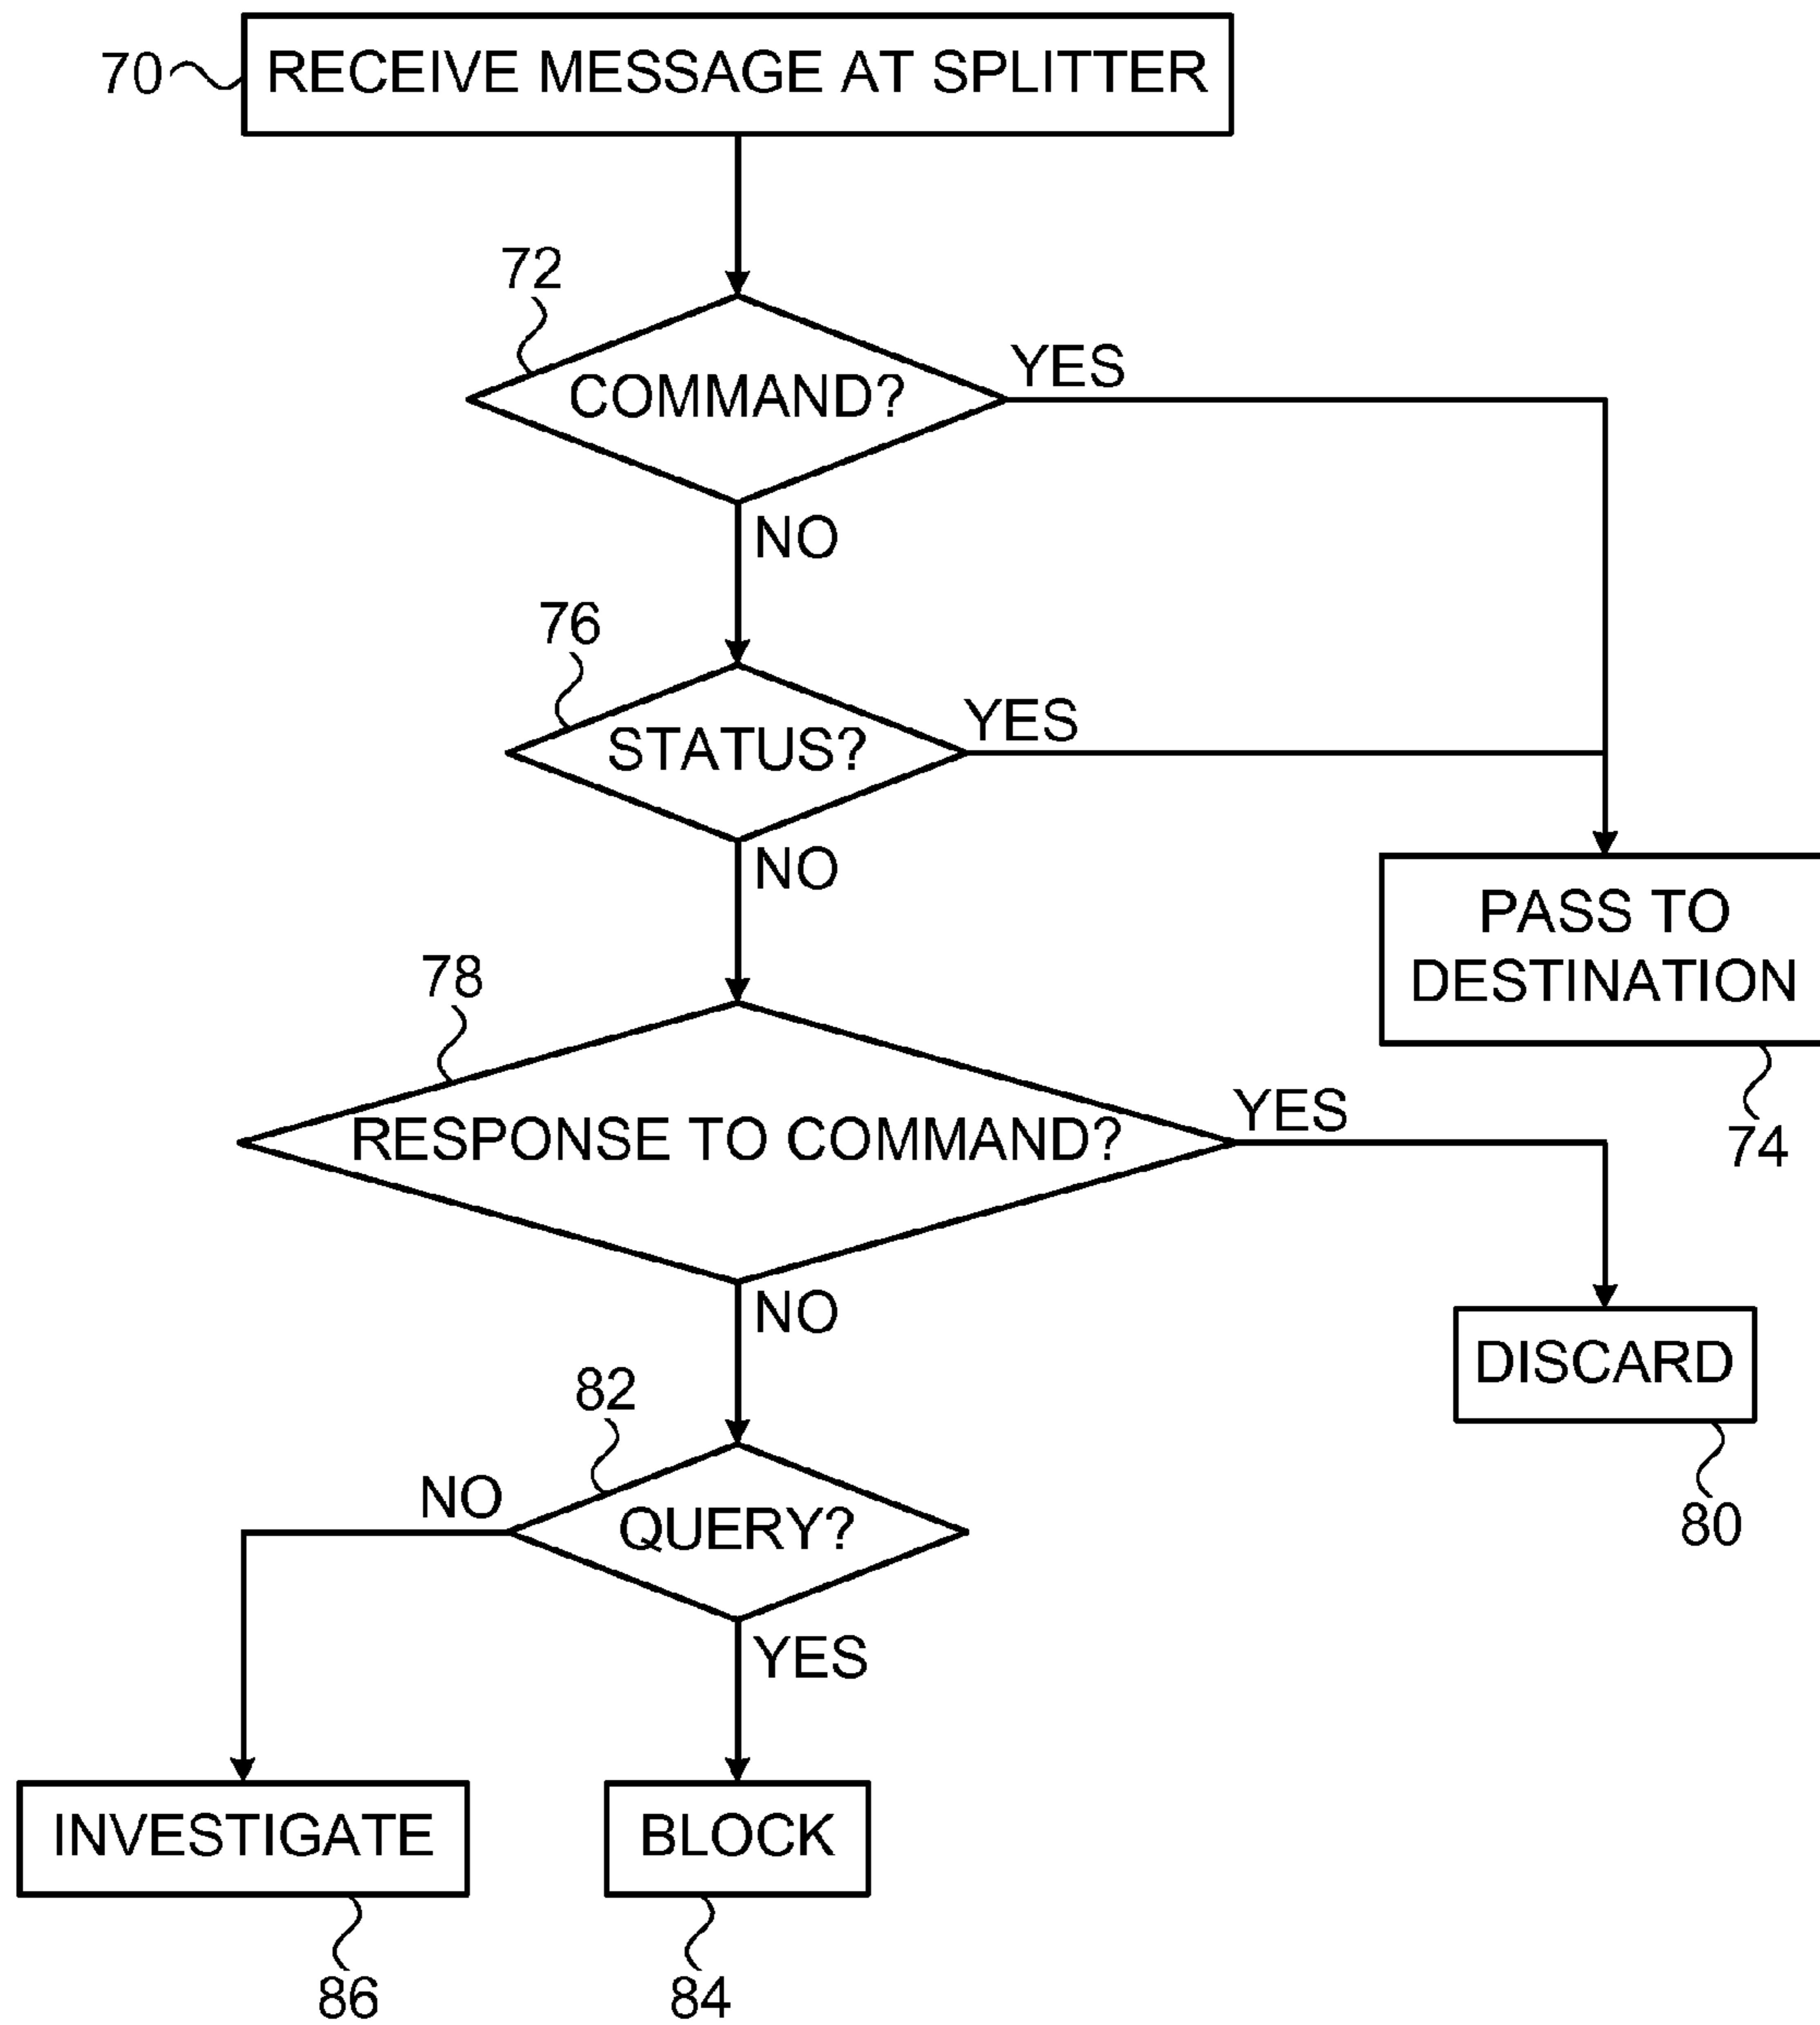 70
RECEIVE MESSAGE AT SPLITTER
72
COMMAND?
YES
NO
76
STATUS?
YES
NO
PASS TO
DESTINATION
74
78
RESPONSE TO COMMAND?
YES
NO
DISCARD
80
82
NO
QUERY?
YES
INVESTIGATE
BLOCK
86
84